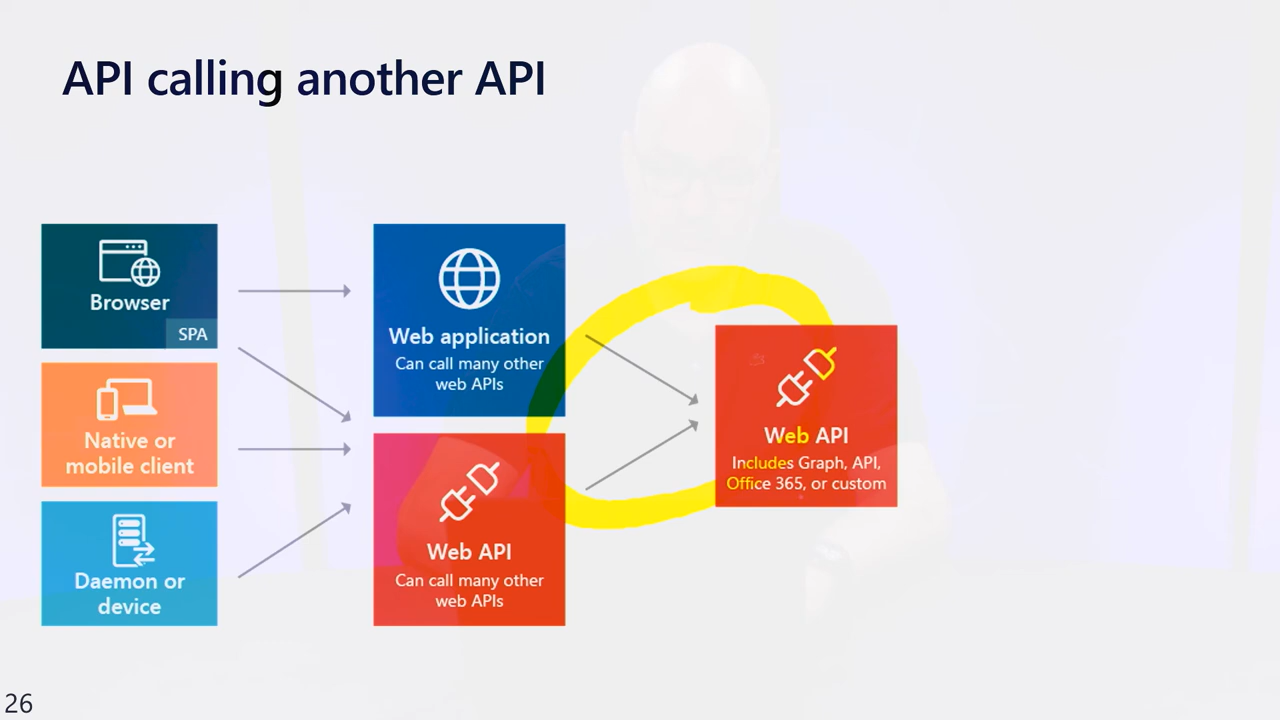 API calling another API
Browser
SPA
Native or
mobile client
Daemon or
device
Web application
Can call many other
web APIs
Web API
Can call many other
web APIs
Web API
Includes Graph, API,
Office 365, or custom
26